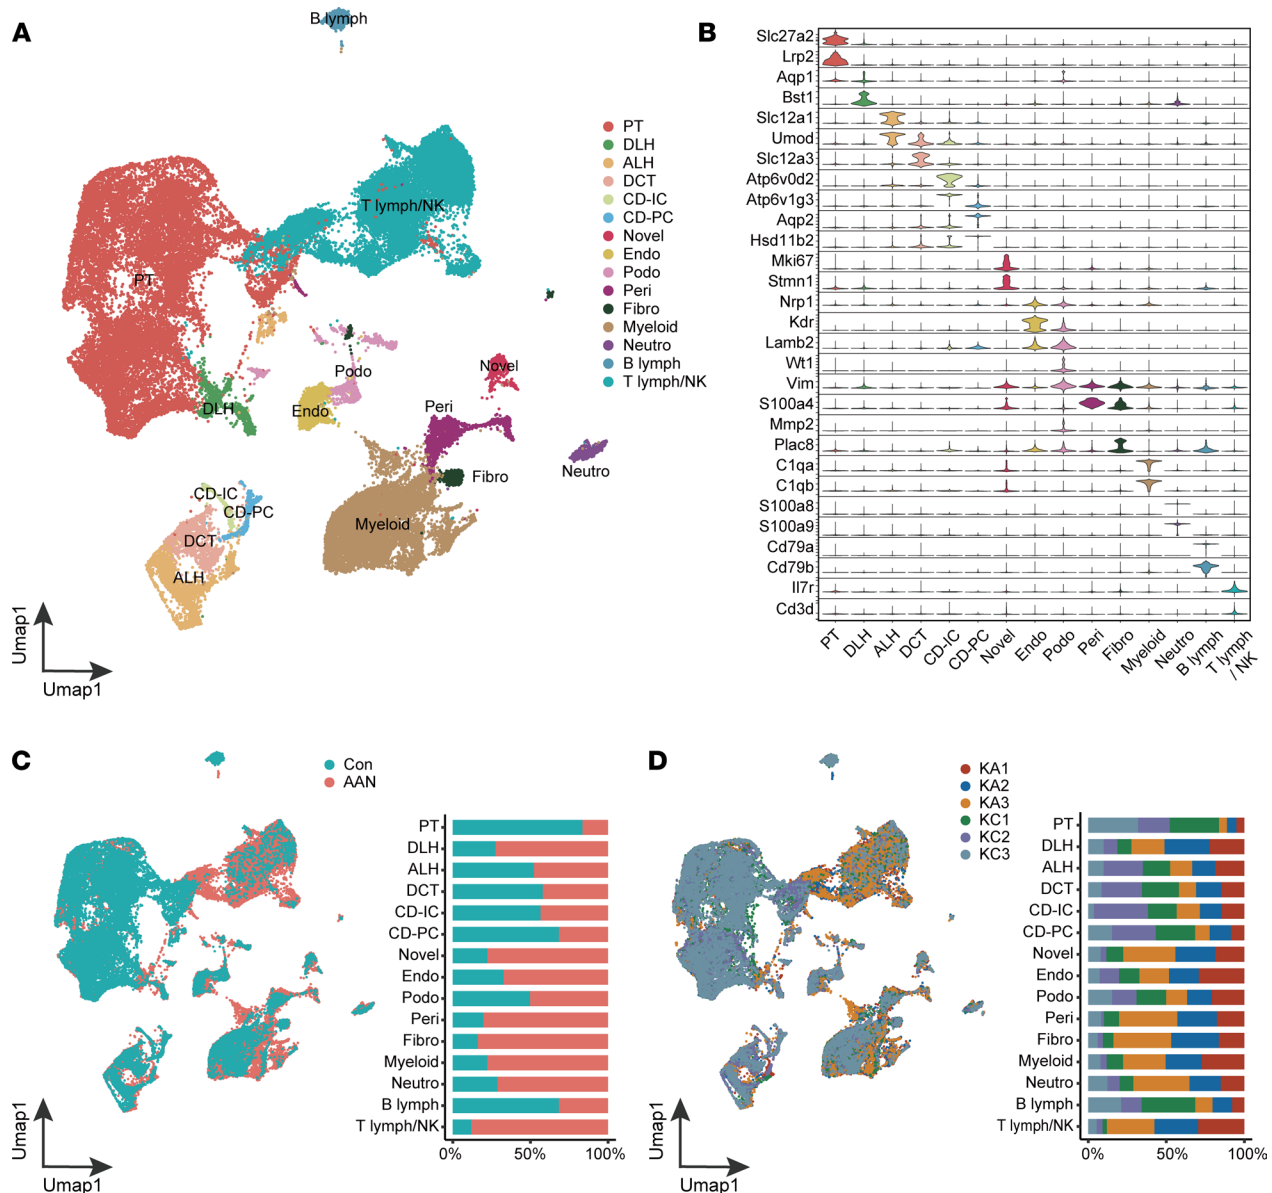 A
B lymph
PT
T lymph/NK
DLH
Podo
Endo
Novel
Peri
Fibro
Neutro
Myeloid
CD-IC
CD-PC
DCT
ALH
Umap1
Umap1
PT
DLH
ALH
DCT
CD-IC
CD-PC
Novel
Endo
Podo
Peri
Fibro
Myeloid
Neutro
B lymph
T lymph/NK
B
Slc27a2
Lrp2
Aqp1
Bst1
Slc12a1
Umod
Slc12a3
Atp6v0d2
Atp6v1g3
Aqp2
Hsd11b2
Mki67
Stmn1
Nrp1
Kdr
Lamb2
Wt1
Vim
S100a4
Mmp2
Plac8
C1qa
C1qb
S100a8
S100a9
Cd79a
Cd79b
Il7r
Cd3d
PT
DLH
ALH
DCT
CD-IC
CD-PC
Novel
Endo
Podo
Peri
Fibro
Myeloid
Neutro
B lymph
T lymph
/ NK
C
Con
AAN
Umap1
Umap1
PT
DLH
ALH
DCT
CD-IC
CD-PC
Novel
Endo
Podo
Peri
Fibro
Myeloid
Neutro
B lymph
T lymph/NK
0% 50% 100%
D
KA1
KA2
KA3
KC1
KC2
KC3
Umap1
Umap1
PT
DLH
ALH
DCT
CD-IC
CD-PC
Novel
Endo
Podo
Peri
Fibro
Myeloid
Neutro
B lymph
T lymph/NK
0% 50% 100%